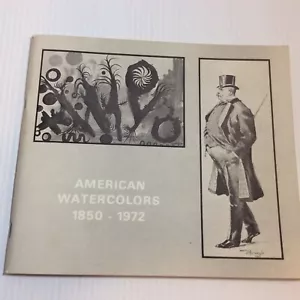 AMERICAN
WATERCOLORS
1850 - 1972